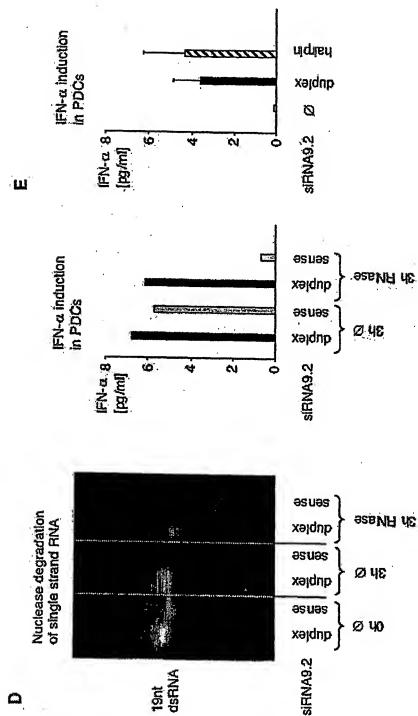 D
Nuclease degradation
of single strand RNA
19nt
dsRNA
siRNA9.2
duplex
sense
duplex
sense
duplex
sense
0h Ø
3h Ø
3h RNase
IFN-α induction
in PDCs
IFN-α
[pg/ml]
8
6
4
2
0
siRNA9.2
duplex
sense
duplex
sense
3h Ø
3h RNase
E
IFN-α induction
in PDCs
IFN-α
[pg/ml]
8
6
4
2
0
siRNA9.2
Ø
duplex
hairpin